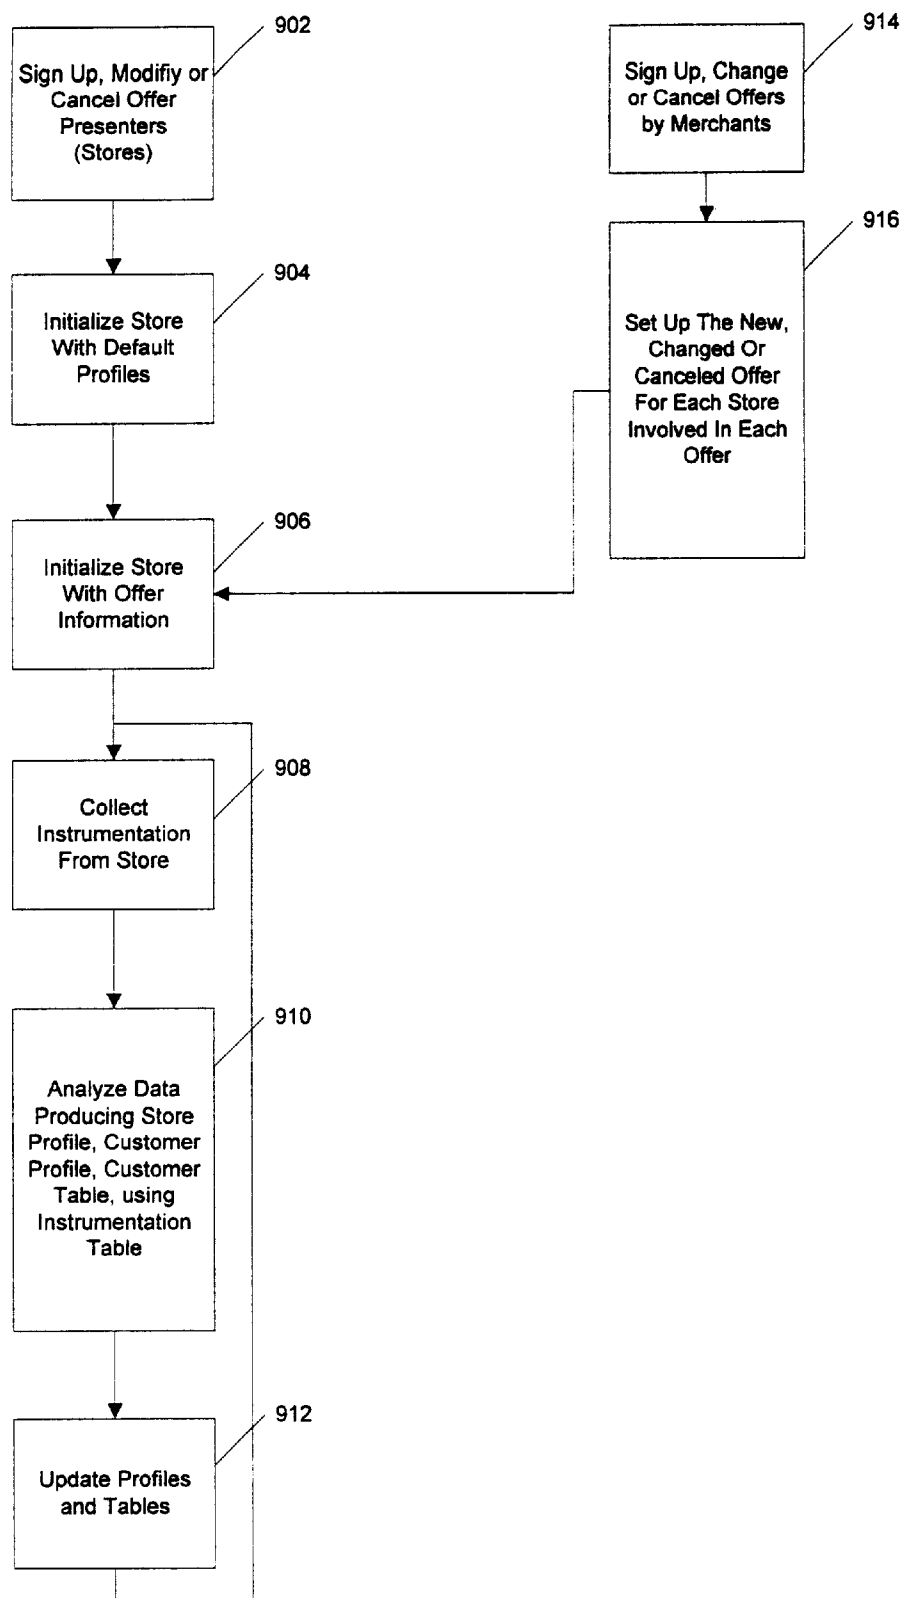 902
Sign Up, Modifiy or
Cancel Offer
Presenters
(Stores)
904
Initialize Store
With Default
Profiles
906
Initialize Store
With Offer
Information
908
Collect
Instrumentation
From Store
910
Analyze Data
Producing Store
Profile, Customer
Profile, Customer
Table, using
Instrumentation
Table
912
Update Profiles
and Tables
914
Sign Up, Change
or Cancel Offers
by Merchants
916
Set Up The New,
Changed Or
Canceled Offer
For Each Store
Involved In Each
Offer